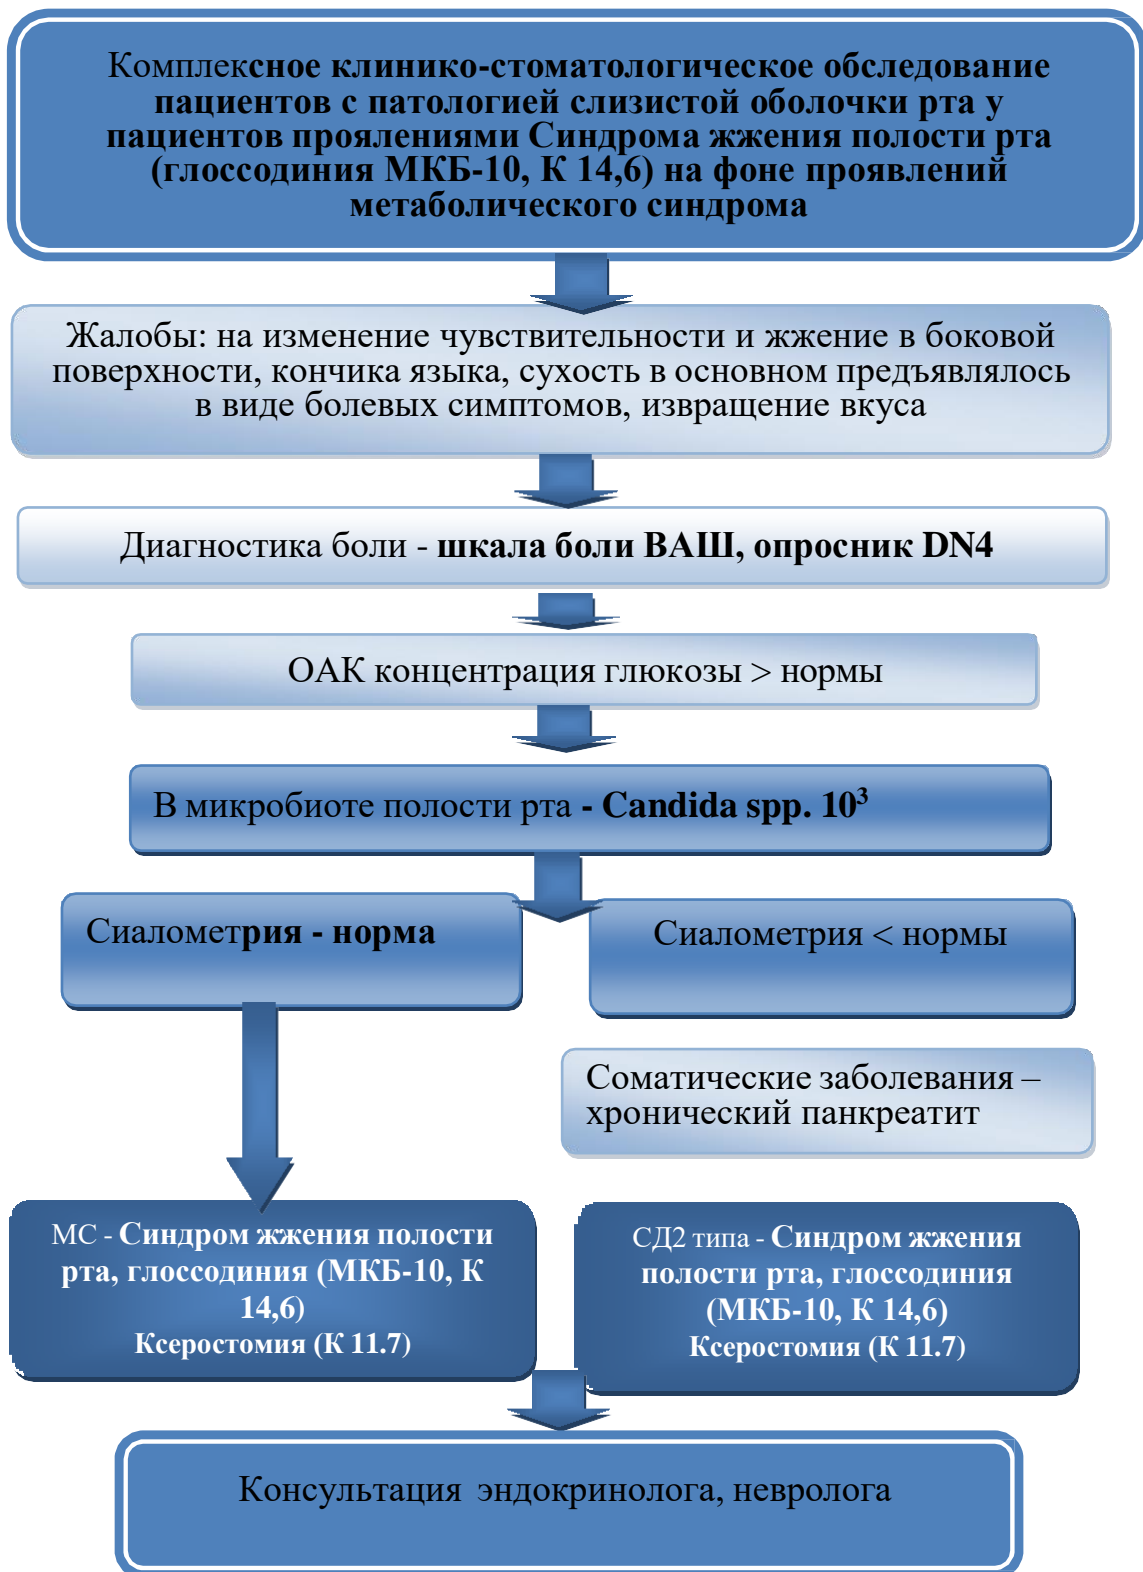 Комплексное клинико-стоматологическое обследование
пациентов с патологией слизистой оболочки рта у
пациентов проялениями Синдрома жжения полости рта
(глоссодиния МКБ-10, К 14,6) на фоне проявлений
метаболического синдрома
Жалобы: на изменение чувствительности и жжение в боковой
поверхности, кончика языка, сухость в основном предъявлялось
в виде болевых симптомов, извращение вкуса
Диагностика боли - шкала боли ВАШ, опросник DN4
ОАК концентрация глюкозы > нормы
В микробиоте полости рта - Candida spp. 10³
Сиалометрия - норма
Сиалометрия < нормы
Соматические заболевания –
хронический панкреатит
МС - Синдром жжения полости
рта, глоссодиния (МКБ-10, К
14,6)
Ксеростомия (К 11.7)
СД2 типа - Синдром жжения
полости рта, глоссодиния
(МКБ-10, К 14,6)
Ксеростомия (К 11.7)
Консультация эндокринолога, невролога